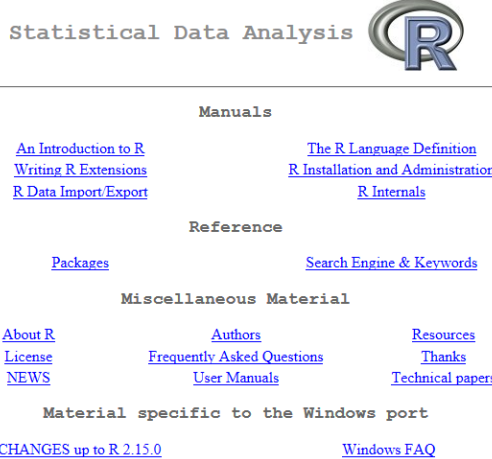 Statistical Data Analysis R
Manuals
An Introduction to R The R Language Definition
Writing R Extensions R Installation and Administration
R Data Import/Export R Internals
Reference
Packages Search Engine & Keywords
Miscellaneous Material
About R Authors Resources
License Frequently Asked Questions Thanks
NEWS User Manuals Technical papers
Material specific to the Windows port
CHANGES up to R 2.15.0 Windows FAQ